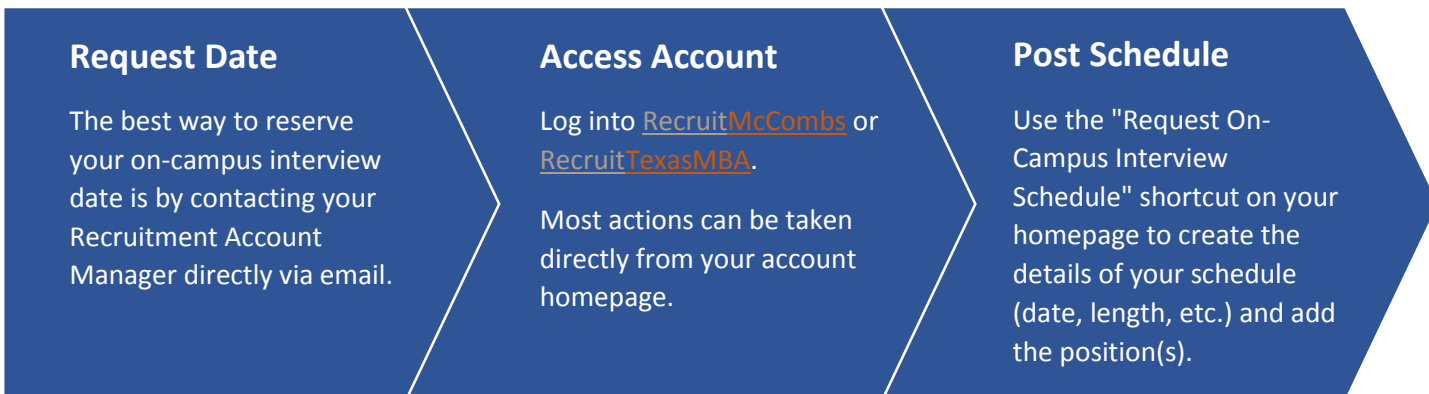 Request Date
The best way to reserve
your on-campus interview
date is by contacting your
Recruitment Account
Manager directly via email.
Access Account
Log into RecruitMcCombs or
RecruitTexasMBA.
Most actions can be taken
directly from your account
homepage.
Post Schedule
Use the "Request On-
Campus Interview
Schedule" shortcut on your
homepage to create the
details of your schedule
(date, length, etc.) and add
the position(s).